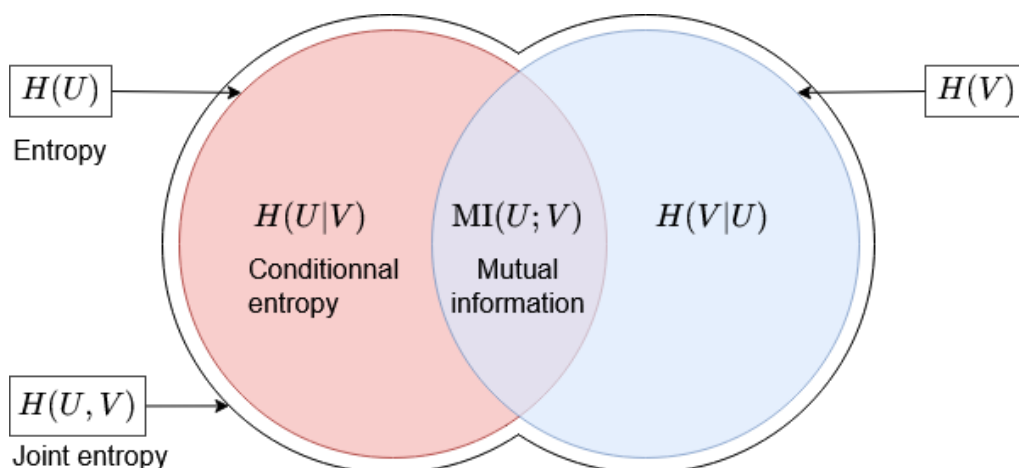 H(U)
Entropy
H(V)
H(U|V)
Conditionnal
entropy
MI(U; V)
Mutual
information
H(V|U)
H(U, V)
Joint entropy